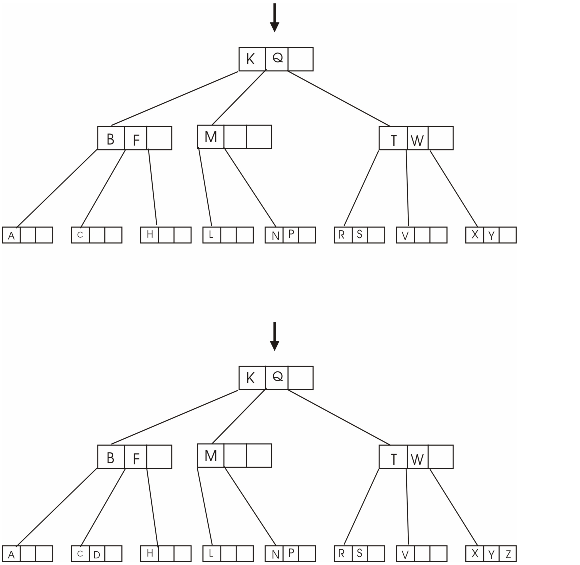 K Q
B F M T W
A C H L N P R S V X Y
K Q
B F M T W
A C D H L N P R S V X Y Z